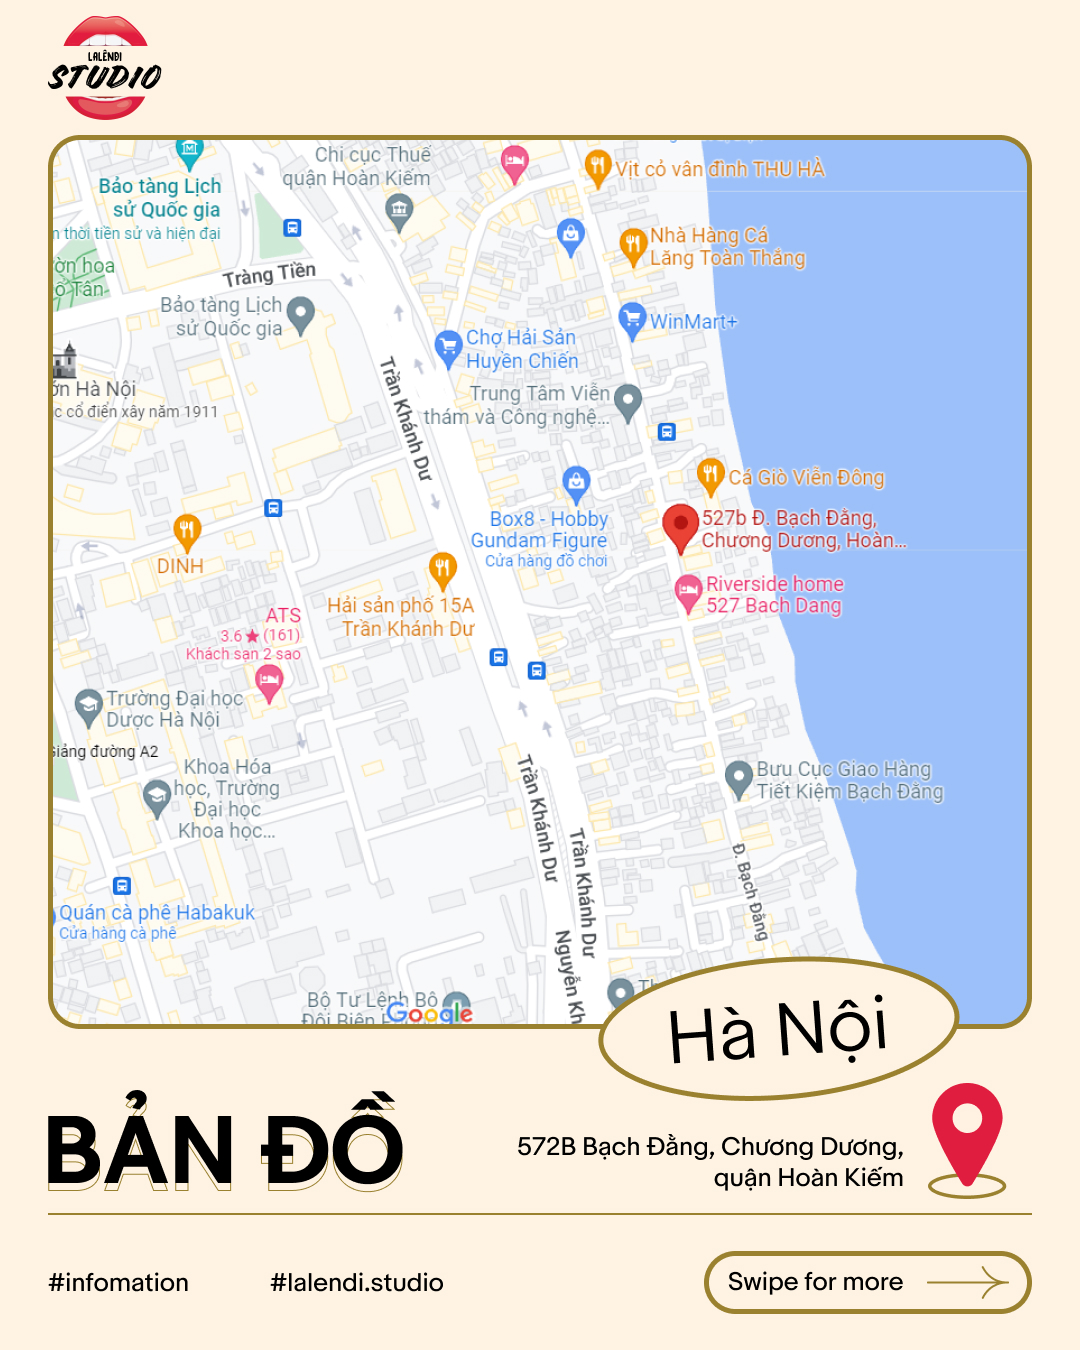 LALÊNĐI
STUDIO
Chi cục Thuế
quận Hoàn Kiếm
Vịt cỏ vân đình THU HÀ
Bảo tàng Lịch
sử Quốc gia
n thời tiền sử và hiện đại
Nhà Hàng Cá
Lăng Toàn Thắng
ờn hoa
ổ Tân
Tràng Tiền
Bảo tàng Lịch
sử Quốc gia
WinMart+
Chợ Hải Sản
Huyền Chiến
ớn Hà Nội
c cổ điển xây năm 1911
Trần Khánh Dư
Trung Tâm Viễn
thám và Công nghệ...
Cá Giò Viễn Đông
Box8 - Hobby
Gundam Figure
Cửa hàng đồ chơi
527b Đ. Bạch Đằng,
Chương Dương, Hoàn...
DINH
Riverside home
527 Bach Dang
Hải sản phố 15A
Trần Khánh Dư
ATS
3.6★(161)
Khách sạn 2 sao
Trường Đại học
Dược Hà Nội
Giảng đường A2
Khoa Hóa
học, Trường
Đại học
Khoa học...
Bưu Cục Giao Hàng
Tiết Kiệm Bạch Đằng
Trần Khánh Dư
Trần Khánh Dư
Đ. Bạch Đằng
Quán cà phê Habakuk
Cửa hàng cà phê
Nguyễn Kh
Bộ Tư Lệnh Bộ
Đội Biên
Google
Th
Hà Nội
BẢN ĐỒ
572B Bạch Đằng, Chương Dương,
quận Hoàn Kiếm
#infomation
#lalendi.studio
Swipe for more